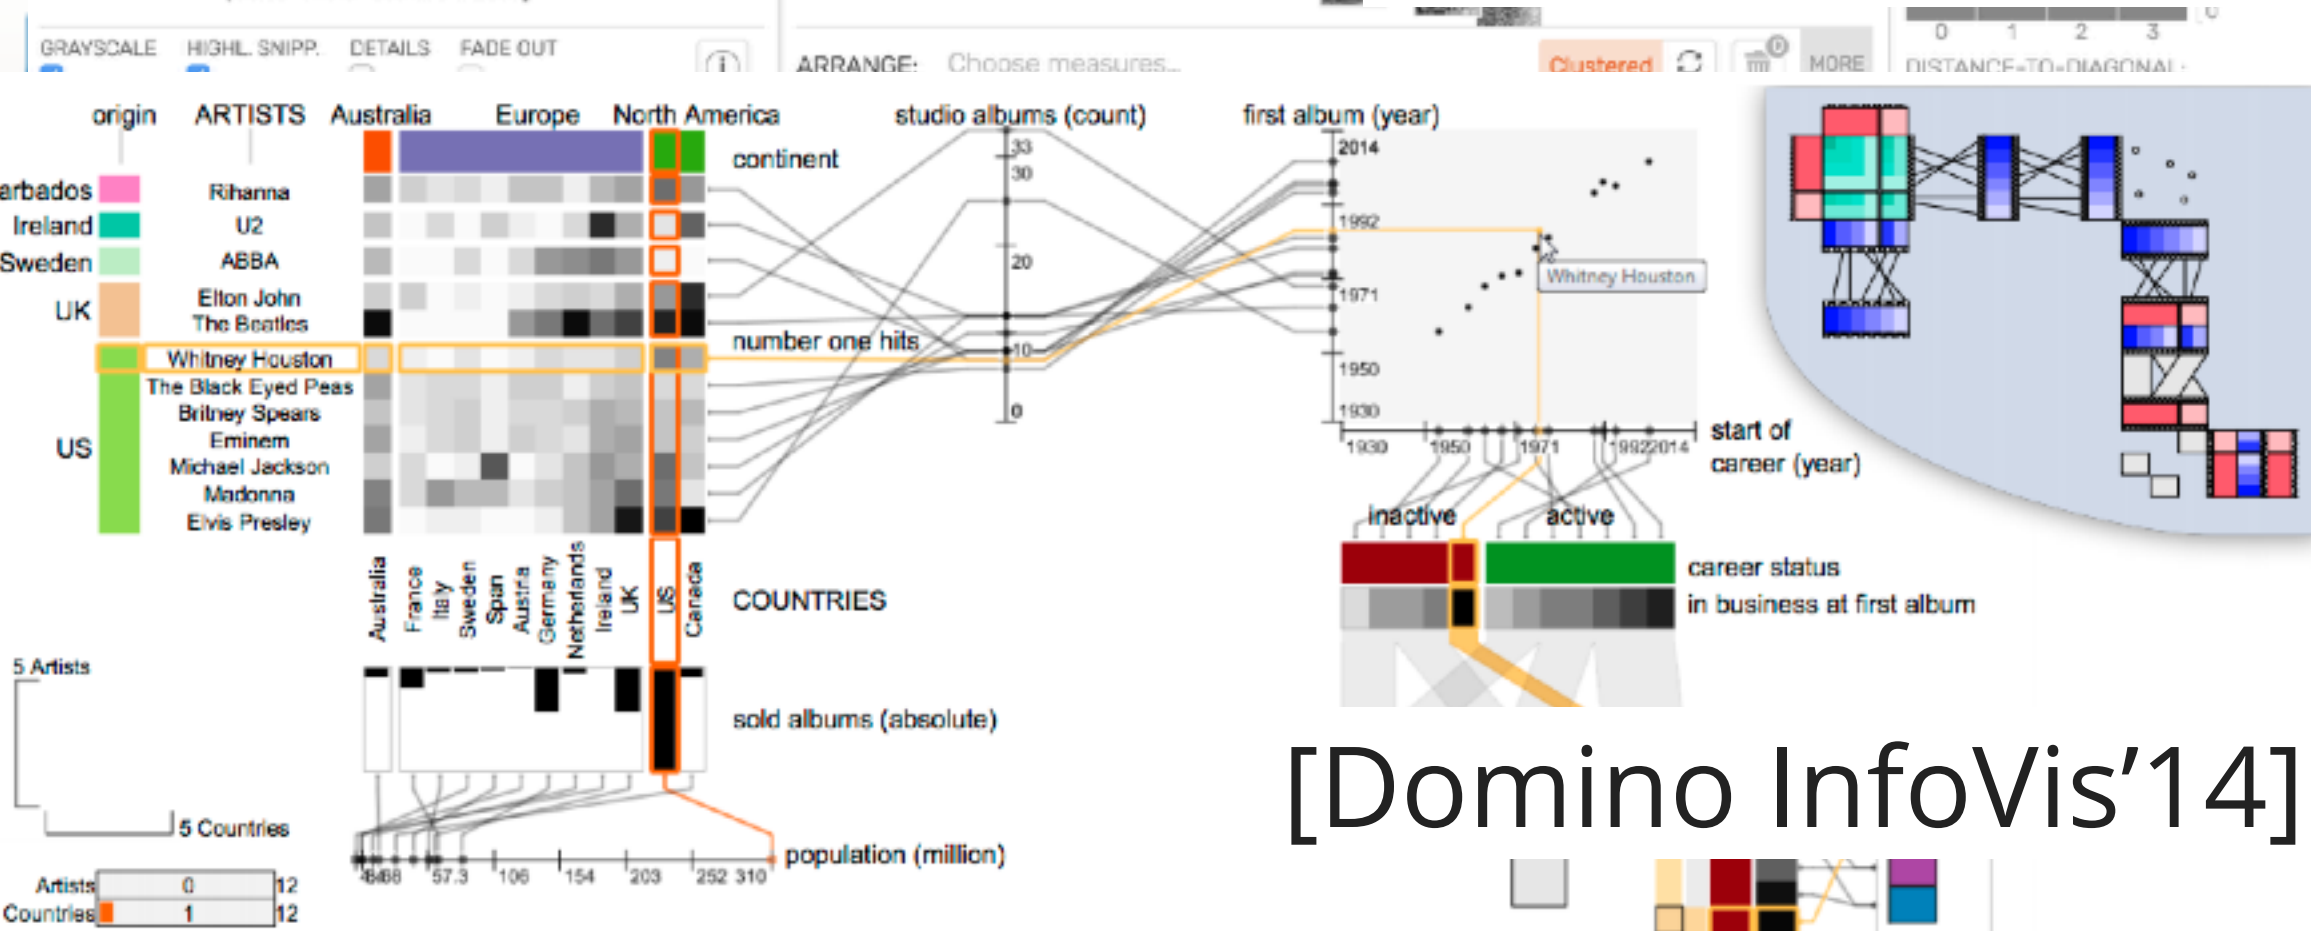 GRAYSCALE HIGHL. SNIPP. DETAILS FADE OUT
ARRANGE: Choose measures... Clustered 0 MORE
0 1 2 3
DISTANCE-TO-DIAGONAL:
origin ARTISTS Australia Europe North America studio albums (count) first album (year)
continent
arbados Rihanna
Ireland U2
Sweden ABBA
UK Elton John
The Beatles
number one hits
Whitney Houston
The Black Eyed Peas
Britney Spears
US Eminem
Michael Jackson
Madonna
Elvis Presley
33
30
20
10
0
2014
1992
1971
1950
1930
Whitney Houston
1930 1950 1971 1992 2014
start of
career (year)
inactive active
career status
in business at first album
Australia France Italy Sweden Span Austria Germany Netherlands Ireland UK US Canada
COUNTRIES
5 Artists
sold albums (absolute)
5 Countries
population (million)
57.3 106 154 203 252 310
Artists 0 12
Countries 1 12
[Domino InfoVis’14]